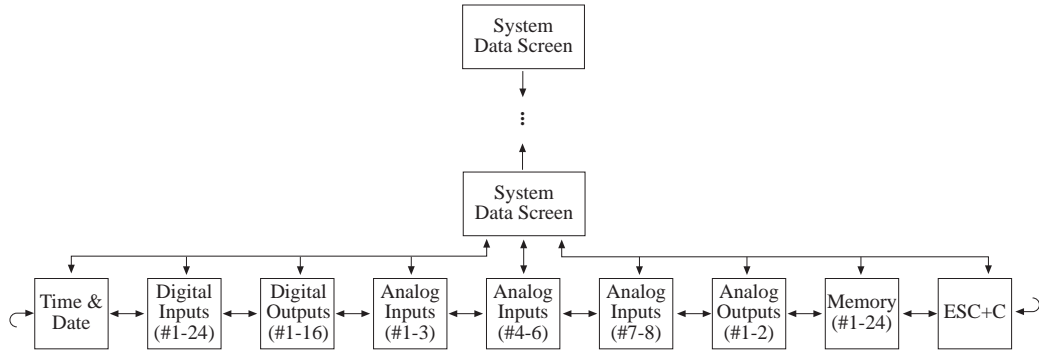 System
Data Screen
...
System
Data Screen
Time &
Date
Digital
Inputs
(#1-24)
Digital
Outputs
(#1-16)
Analog
Inputs
(#1-3)
Analog
Inputs
(#4-6)
Analog
Inputs
(#7-8)
Analog
Outputs
(#1-2)
Memory
(#1-24)
ESC+C